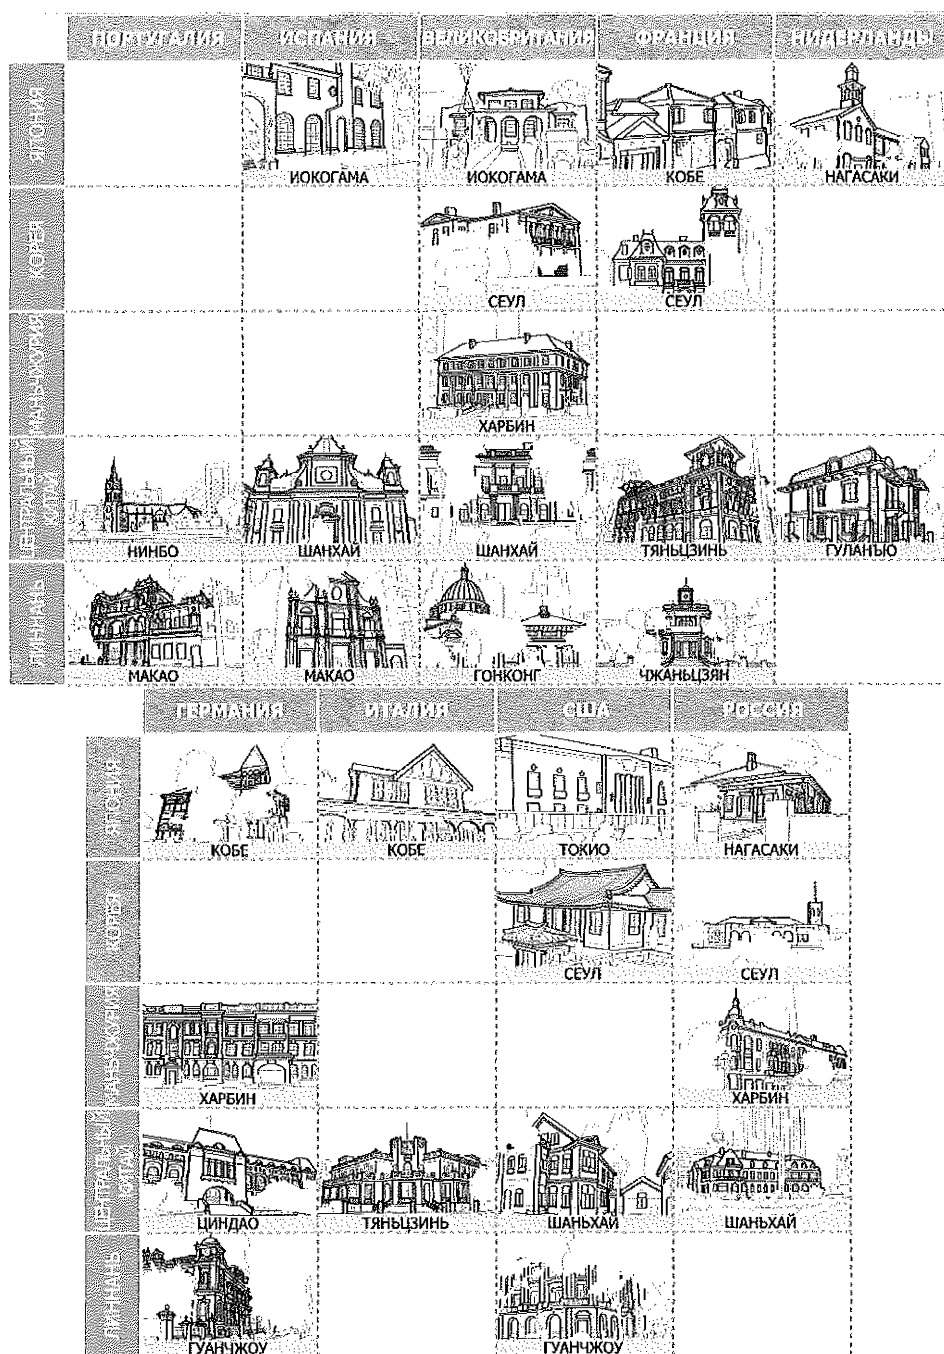 ПОРТУГАЛИЯ ИСПАНИЯ ВЕЛИКОБРИТАНИЯ ФРАНЦИЯ НИДЕРЛАНДЫ
ЯПОНИЯ
ИОКОГАМА ИОКОГАМА КОБЕ НАГАСАКИ
КОРЕЯ
СЕУЛ СЕУЛ
МАНЬЧЖУРИЯ
ХАРБИН
ЦЕНТРАЛЬНЫЙ
КИТАЙ
НИНБО ШАНХАЙ ШАНХАЙ ТЯНЬЦЗИНЬ ГУЛАНЪЮ
ЛИННАНЬ
МАКАО МАКАО ГОНКОНГ ЧЖАНЬЦЗЯН
ГЕРМАНИЯ ИТАЛИЯ США РОССИЯ
ЯПОНИЯ
КОБЕ КОБЕ ТОКИО НАГАСАКИ
КОРЕЯ
СЕУЛ СЕУЛ
МАНЬЧЖУРИЯ
ХАРБИН ХАРБИН
ЦЕНТРАЛЬНЫЙ
КИТАЙ
ЦИНДАО ТЯНЬЦЗИНЬ ШАНЬХАЙ ШАНЬХАЙ
ЛИННАНЬ
ГУАНЧЖОУ ГУАНЧЖОУ